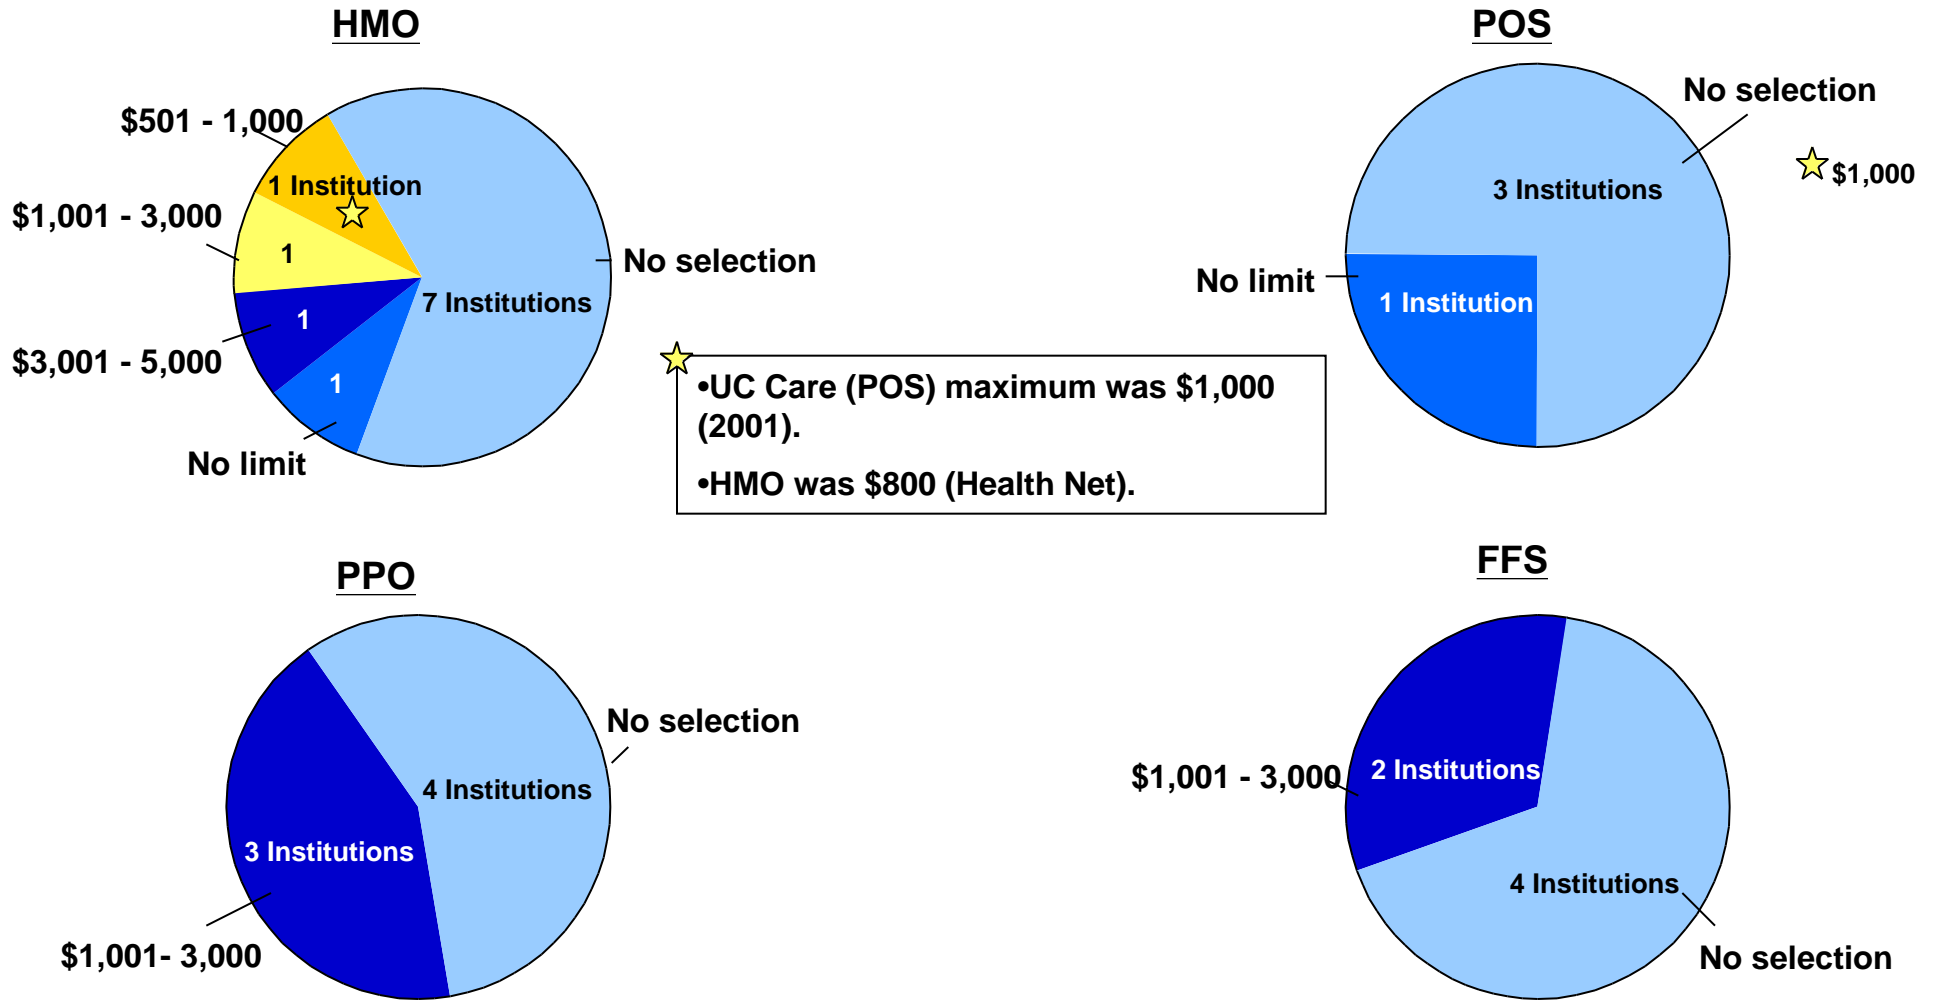 HMO
$501 - 1,000
1 Institution
$1,001 - 3,000
1
No selection
7 Institutions
1
$3,001 - 5,000
1
No limit
POS
No selection
$1,000
3 Institutions
No limit
1 Institution
•UC Care (POS) maximum was $1,000
(2001).
•HMO was $800 (Health Net).
PPO
No selection
4 Institutions
3 Institutions
$1,001- 3,000
FFS
$1,001 - 3,000
2 Institutions
4 Institutions
No selection